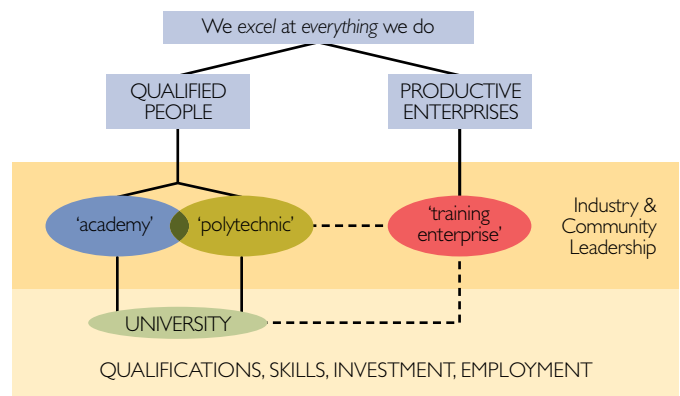 We excel at everything we do
QUALIFIED
PEOPLE
PRODUCTIVE
ENTERPRISES
‘academy’
‘polytechnic’
‘training
enterprise’
Industry &
Community
Leadership
UNIVERSITY
QUALIFICATIONS, SKILLS, INVESTMENT, EMPLOYMENT